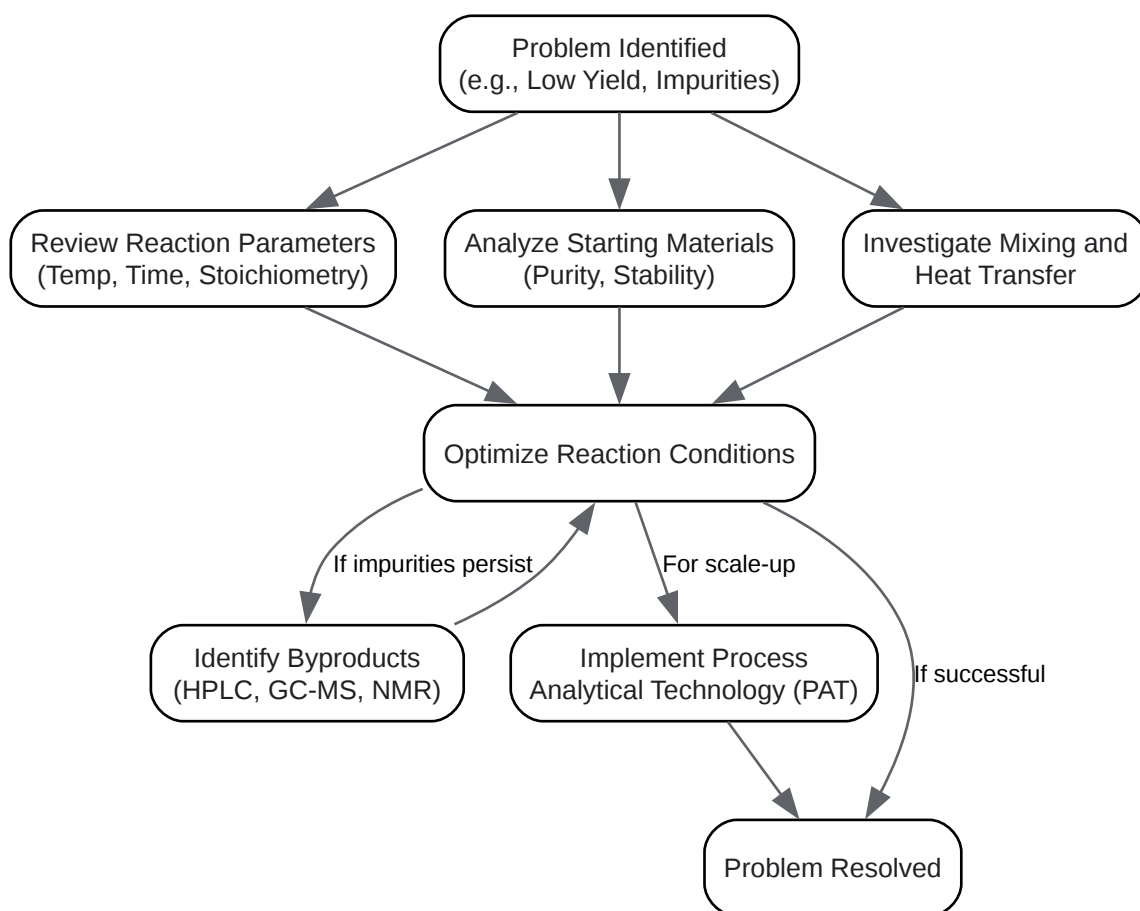 Problem Identified
(e.g., Low Yield, Impurities)
Review Reaction Parameters
(Temp, Time, Stoichiometry)
Analyze Starting Materials
(Purity, Stability)
Investigate Mixing and
Heat Transfer
Optimize Reaction Conditions
If impurities persist
For scale-up
Identify Byproducts
(HPLC, GC-MS, NMR)
Implement Process
Analytical Technology (PAT)
If successful
Problem Resolved